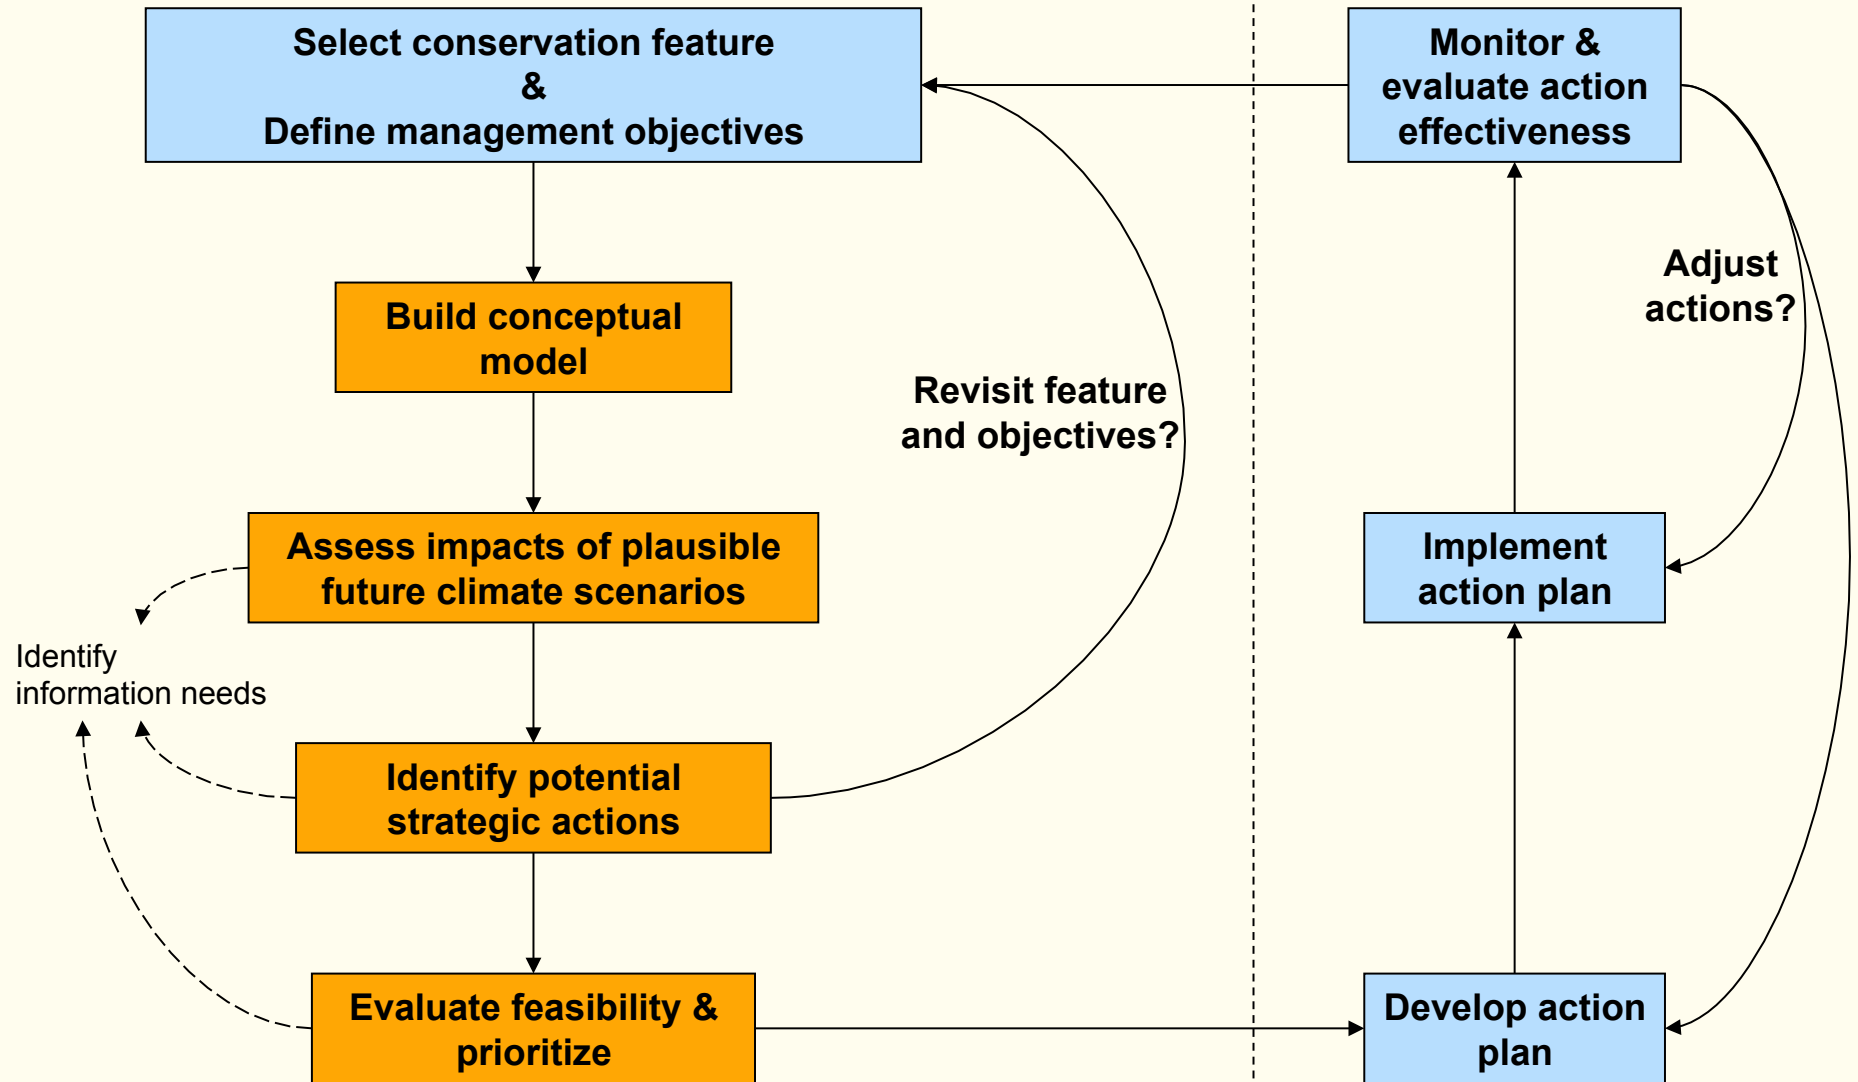 Select conservation feature
&
Define management objectives
Build conceptual
model
Assess impacts of plausible
future climate scenarios
Identify
information needs
Identify potential
strategic actions
Evaluate feasibility &
prioritize
Revisit feature
and objectives?
Monitor &
evaluate action
effectiveness
Adjust
actions?
Implement
action plan
Develop action
plan